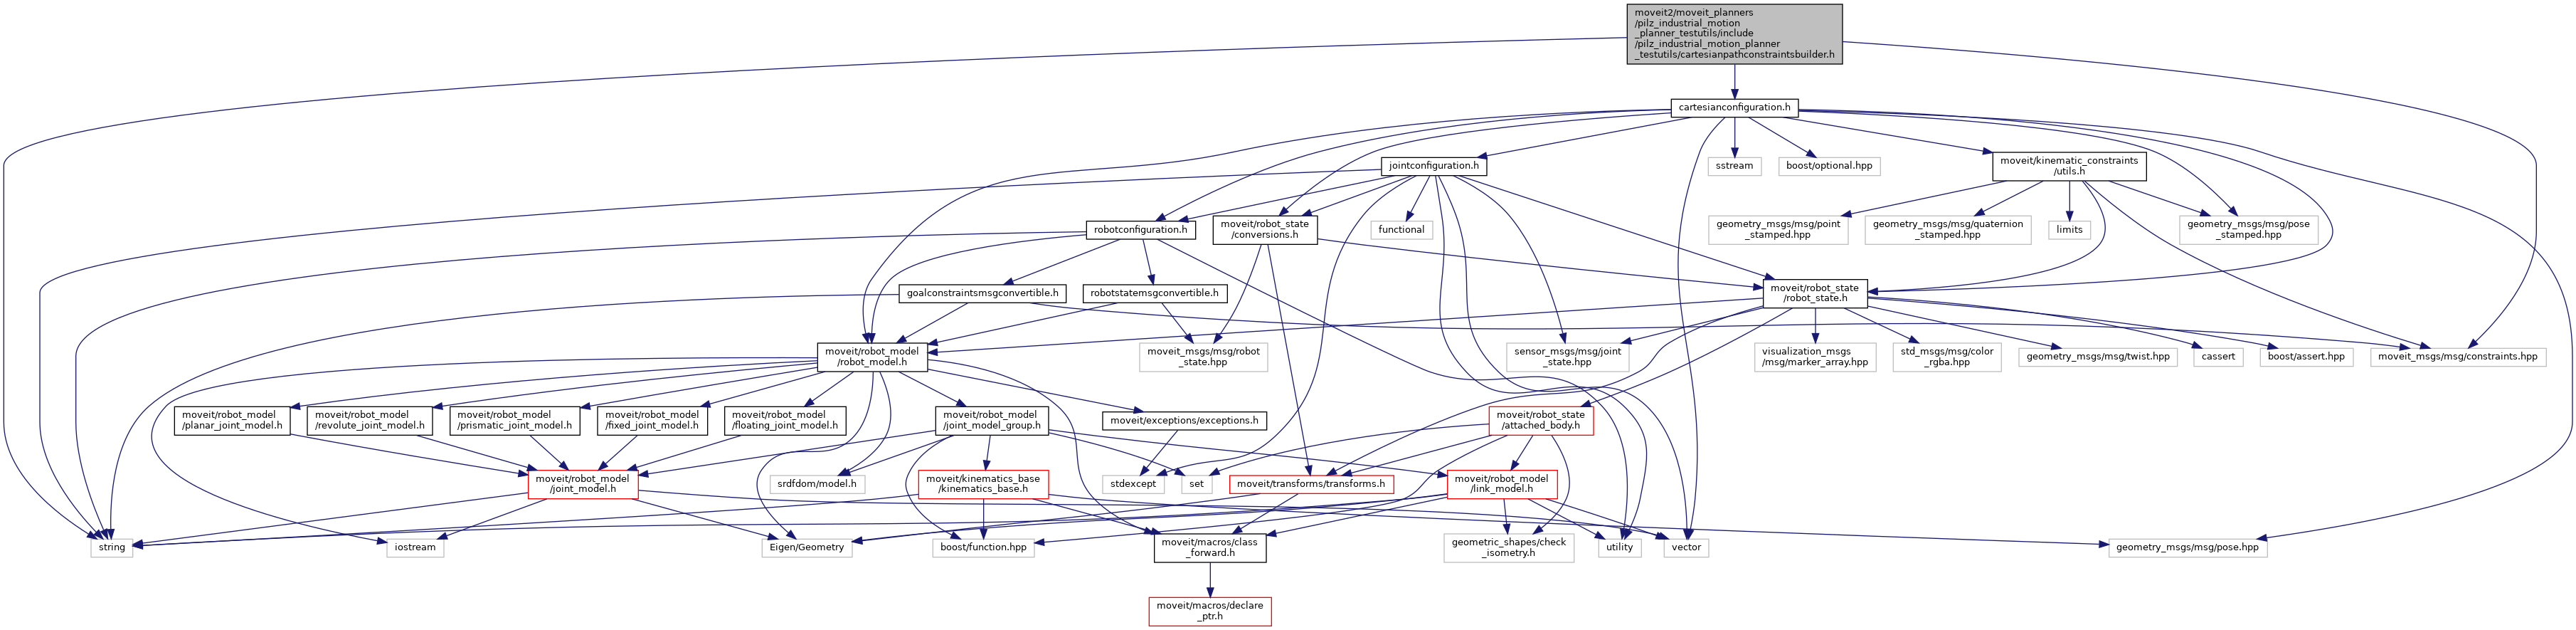 moveit2/moveit_planners
/pilz_industrial_motion
_planner_testutils/include
/pilz_industrial_motion_planner
_testutils/cartesianpathconstraintsbuilder.h
cartesianconfiguration.h
jointconfiguration.h
sstream
boost/optional.hpp
moveit/kinematic_constraints
/utils.h
robotconfiguration.h
moveit/robot_state
/conversions.h
functional
geometry_msgs/msg/point
_stamped.hpp
geometry_msgs/msg/quaternion
_stamped.hpp
limits
geometry_msgs/msg/pose
_stamped.hpp
goalconstraintsmsgconvertible.h
robotstatemsgconvertible.h
moveit/robot_state
/robot_state.h
moveit/robot_model
/robot_model.h
moveit_msgs/msg/robot
_state.hpp
sensor_msgs/msg/joint
_state.hpp
visualization_msgs
/msg/marker_array.hpp
std_msgs/msg/color
_rgba.hpp
geometry_msgs/msg/twist.hpp
cassert
boost/assert.hpp
moveit_msgs/msg/constraints.hpp
moveit/robot_model
/planar_joint_model.h
moveit/robot_model
/revolute_joint_model.h
moveit/robot_model
/prismatic_joint_model.h
moveit/robot_model
/fixed_joint_model.h
moveit/robot_model
/floating_joint_model.h
moveit/robot_model
/joint_model_group.h
moveit/exceptions/exceptions.h
moveit/robot_state
/attached_body.h
moveit/robot_model
/joint_model.h
srdfdom/model.h
moveit/kinematics_base
/kinematics_base.h
stdexcept
set
moveit/transforms/transforms.h
moveit/robot_model
/link_model.h
string
iostream
Eigen/Geometry
boost/function.hpp
moveit/macros/class
_forward.h
geometric_shapes/check
_isometry.h
utility
vector
geometry_msgs/msg/pose.hpp
moveit/macros/declare
_ptr.h